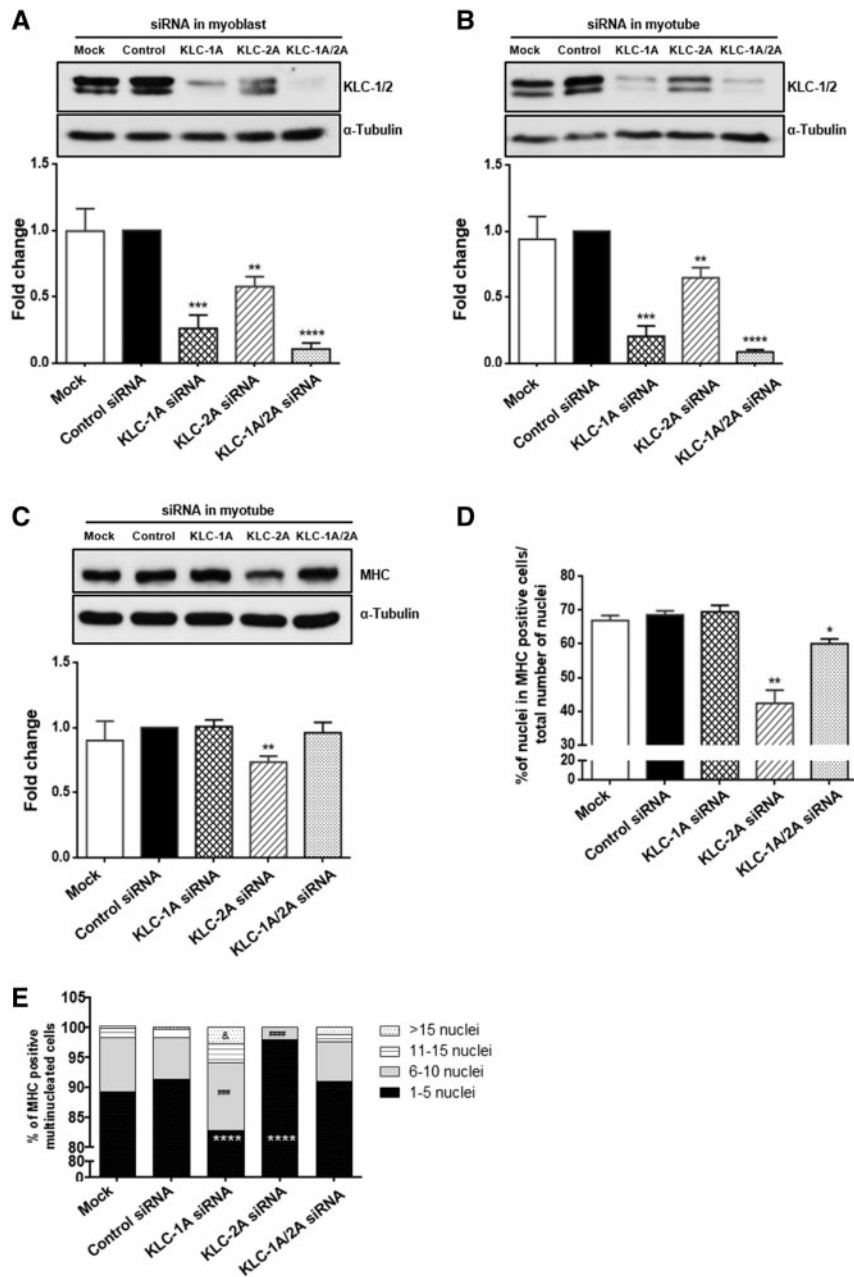 A
siRNA in myoblast
Mock Control KLC-1A KLC-2A KLC-1A/2A
KLC-1/2
α-Tubulin
Fold change
1.5
1.0
0.5
0.0
***
**
****
Mock
Control siRNA
KLC-1A siRNA
KLC-2A siRNA
KLC-1A/2A siRNA
B
siRNA in myotube
Mock Control KLC-1A KLC-2A KLC-1A/2A
KLC-1/2
α-Tubulin
Fold change
1.5
1.0
0.5
0.0
***
**
****
Mock
Control siRNA
KLC-1A siRNA
KLC-2A siRNA
KLC-1A/2A siRNA
C
siRNA in myotube
Mock Control KLC-1A KLC-2A KLC-1A/2A
MHC
α-Tubulin
Fold change
1.5
1.0
0.5
0.0
**
Mock
Control siRNA
KLC-1A siRNA
KLC-2A siRNA
KLC-1A/2A siRNA
D
%of nuclei in MHC positive cells/
total number of nuclei
80
70
60
50
40
30
20
0
**
*
Mock
Control siRNA
KLC-1A siRNA
KLC-2A siRNA
KLC-1A/2A siRNA
E
% of MHC positive
multinucleated cells
105
100
95
90
85
80
80
0
&
###
****
####
****
>15 nuclei
11-15 nuclei
6-10 nuclei
1-5 nuclei
Mock
Control siRNA
KLC-1A siRNA
KLC-2A siRNA
KLC-1A/2A siRNA